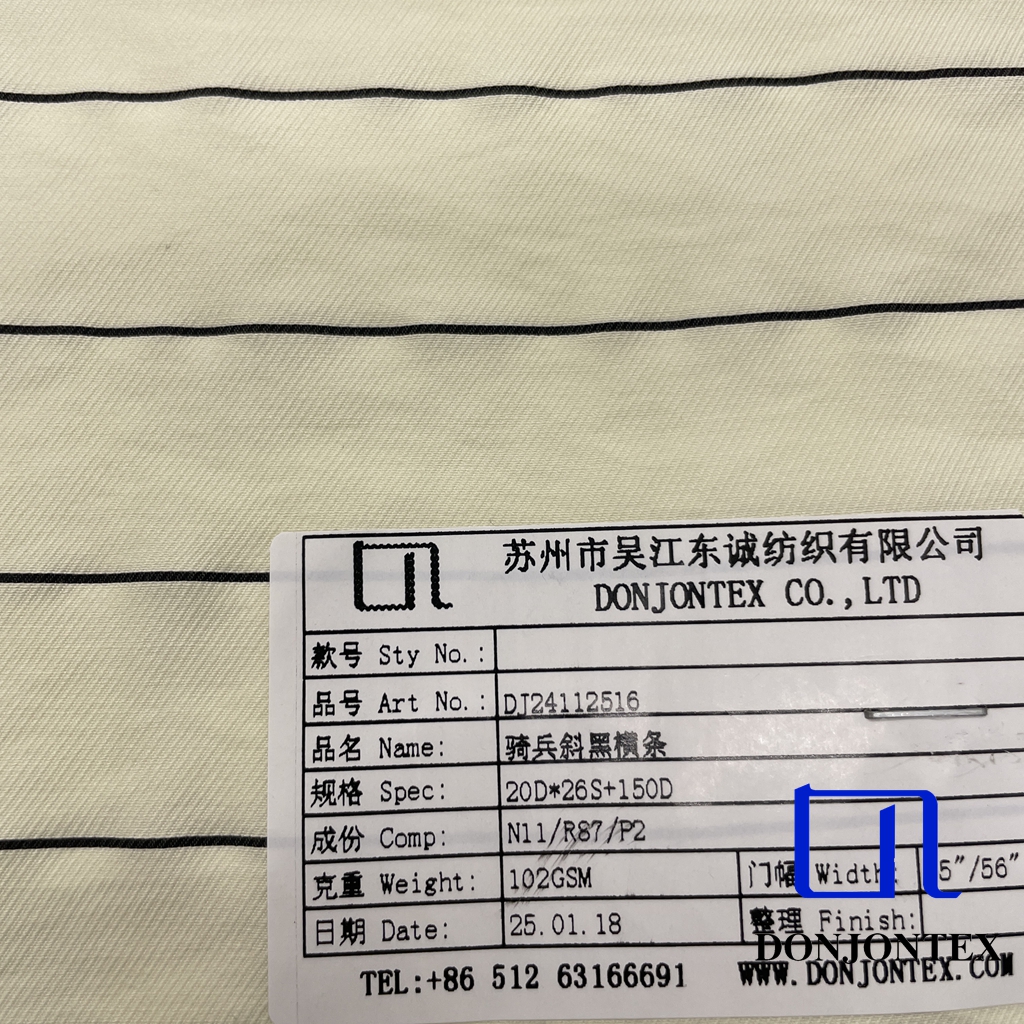 苏州市吴江东诚纺织有限公司
DONJONTEX CO.,LTD
款号 Sty No.:
品号 Art No.: DJ24112516
品名 Name: 骑兵斜黑横条
规格 Spec: 20D*26S+150D
成份 Comp: N11/R87/P2
克重 Weight: 102GSM 门幅 Width: 5"/56"
日期 Date: 25.01.18 整理 Finish:
DONJONTEX
TEL:+86 512 63166691 WWW.DONJONTEX.COM